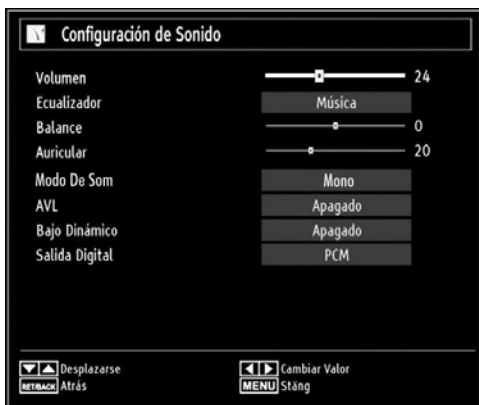 Configuración de Sonido
Volumen 24
Ecualizador Música
Balance 0
Auricular 20
Modo De Som Mono
AVL Apagado
Bajo Dinámico Apagado
Salida Digital PCM
Desplazarse Cambiar Valor
RET/BACK Atrás MENU Stäng